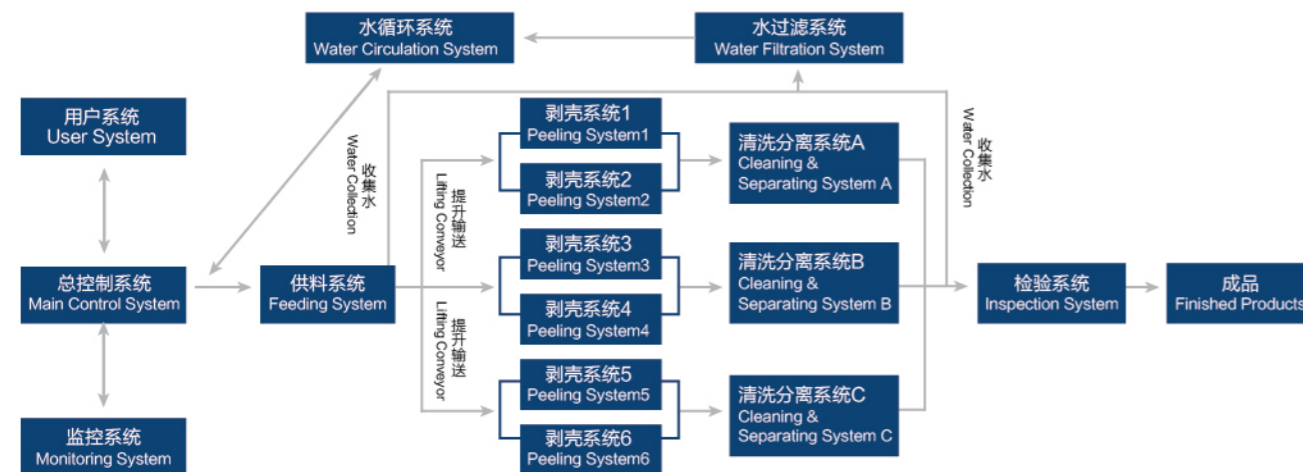 水循环系统
Water Circulation System
水过滤系统
Water Filtration System
用户系统
User System
总控制系统
Main Control System
监控系统
Monitoring System
供料系统
Feeding System
收集水
Water Collection
提升输送
Lifting Conveyor
提升输送
Lifting Conveyor
剥壳系统1
Peeling System1
剥壳系统2
Peeling System2
剥壳系统3
Peeling System3
剥壳系统4
Peeling System4
剥壳系统5
Peeling System5
剥壳系统6
Peeling System6
清洗分离系统A
Cleaning &
Separating System A
清洗分离系统B
Cleaning &
Separating System B
清洗分离系统C
Cleaning &
Separating System C
收集水
Water Collection
检验系统
Inspection System
成品
Finished Products